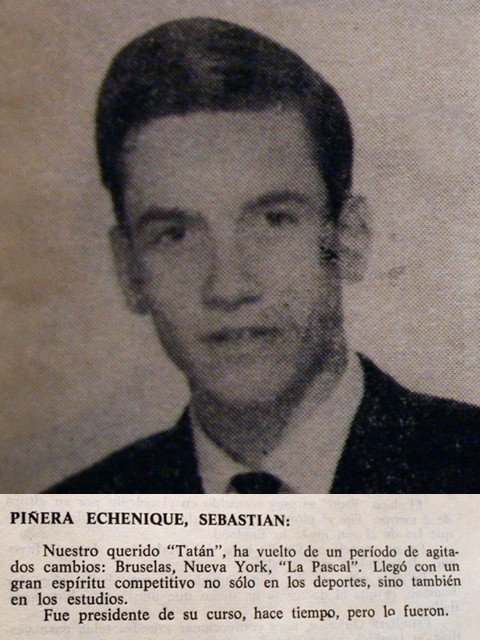 PIÑERA ECHENIQUE, SEBASTIAN:
Nuestro querido “Tatán”, ha vuelto de un período de agita-
dos cambios: Bruselas, Nueva York, “La Pascal”. Llegó con un
gran espíritu competitivo no sólo en los deportes, sino también
en los estudios.
Fue presidente de su curso, hace tiempo, pero lo fueron.